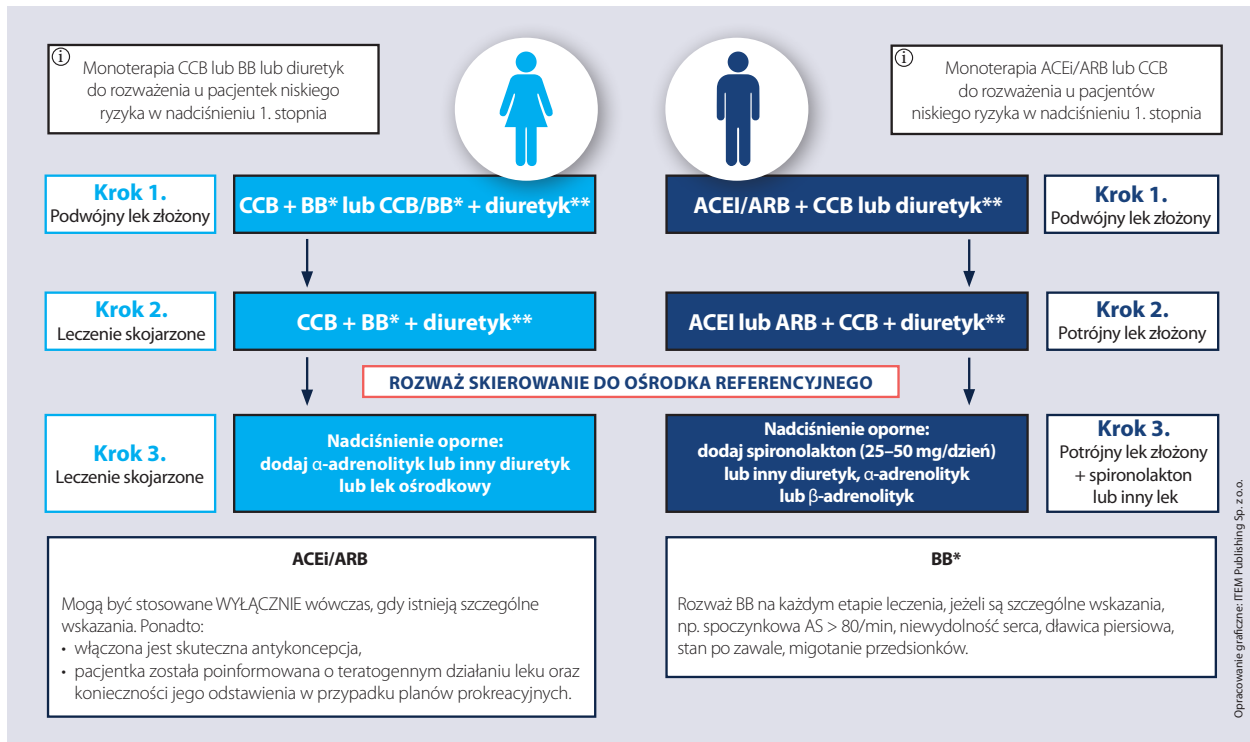 i
Monoterapia CCB lub BB lub diuretyk
do rozważenia u pacjentek niskiego
ryzyka w nadciśnieniu 1. stopnia
i
Monoterapia ACEi/ARB lub CCB
do rozważenia u pacjentów
niskiego ryzyka w nadciśnieniu 1. stopnia
Krok 1.
Podwójny lek złożony
CCB + BB* lub CCB/BB* + diuretyk**
ACEI/ARB + CCB lub diuretyk**
Krok 1.
Podwójny lek złożony
Krok 2.
Leczenie skojarzone
CCB + BB* + diuretyk**
ACEI lub ARB + CCB + diuretyk**
Krok 2.
Potrójny lek złożony
ROZWAŻ SKIEROWANIE DO OŚRODKA REFERENCYJNEGO
Krok 3.
Leczenie skojarzone
Nadciśnienie oporne:
dodaj α-adrenolityk lub inny diuretyk
lub lek ośrodkowy
Nadciśnienie oporne:
dodaj spironolakton (25–50 mg/dzień)
lub inny diuretyk, α-adrenolityk
lub β-adrenolityk
Krok 3.
Potrójny lek złożony
+ spironolakton
lub inny lek
ACEi/ARB
Mogą być stosowane WYŁĄCZNIE wówczas, gdy istnieją szczególne
wskazania. Ponadto:
• włączona jest skuteczna antykoncepcja,
• pacjentka została poinformowana o teratogennym działaniu leku oraz
konieczności jego odstawienia w przypadku planów prokreacyjnych.
BB*
Rozważ BB na każdym etapie leczenia, jeżeli są szczególne wskazania,
np. spoczynkowa AS > 80/min, niewydolność serca, dławica piersiowa,
stan po zawale, migotanie przedsionków.
Opracowanie graficzne: ITEM Publishing Sp. z o.o.